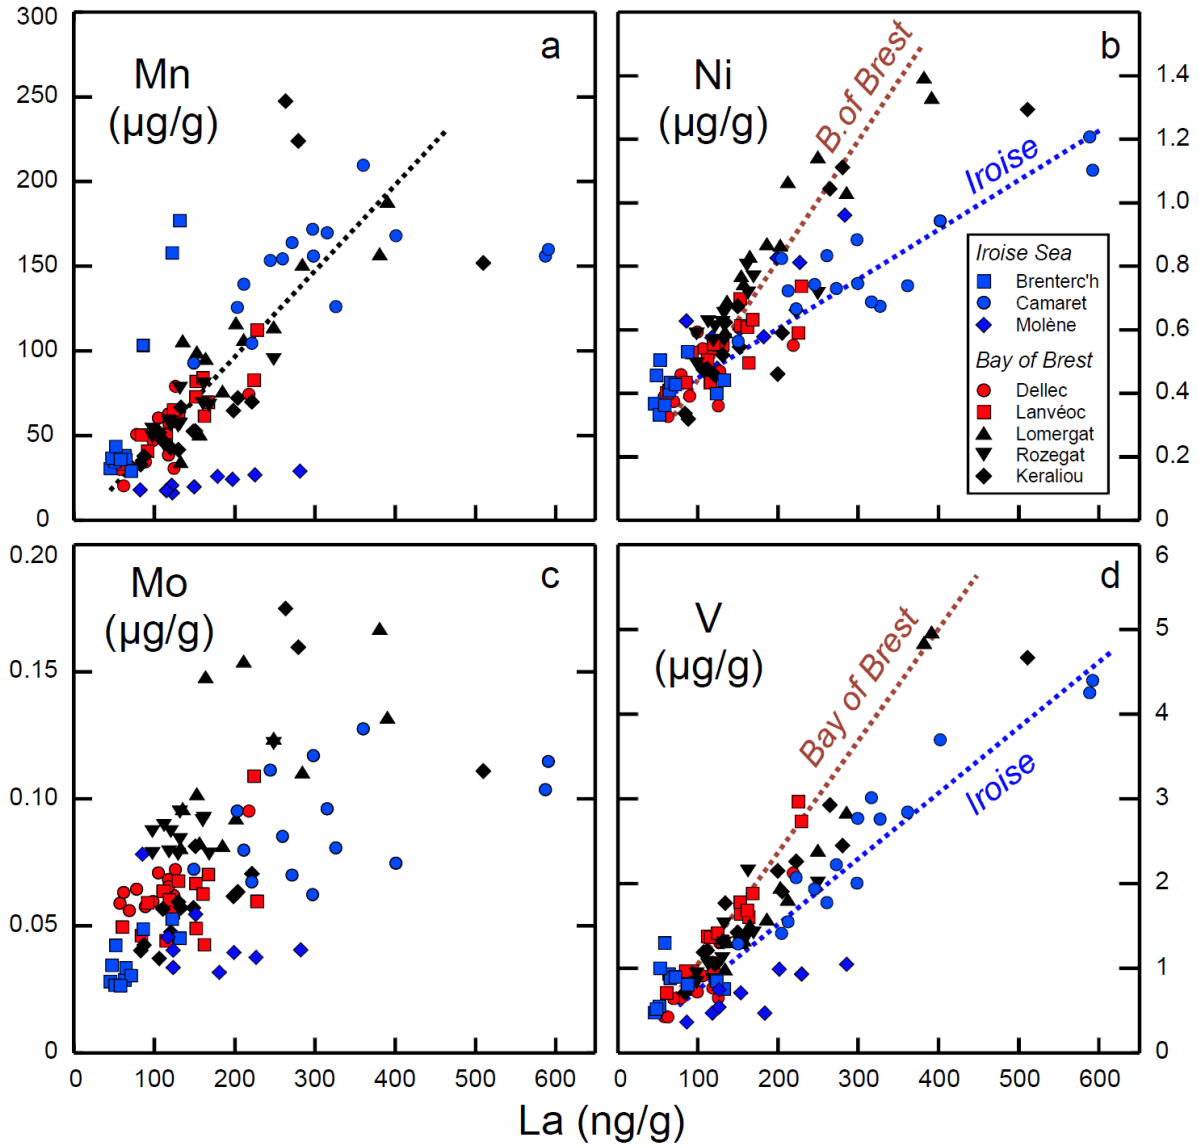 300
250
200
150
100
50
0
Mn
(µg/g)
a
Ni
(µg/g)
b
B. of Brest
Iroise
1.4
1.2
1.0
0.8
0.6
0.4
0.2
0
Iroise Sea
Brenterc'h
Camaret
Molène
Bay of Brest
Dellec
Lanvéoc
Lomergat
Rozegat
Keraliou
0.20
0.15
0.10
0.05
0
Mo
(µg/g)
c
V
(µg/g)
d
Bay of Brest
Iroise
6
5
4
3
2
1
0
0 100 200 300 400 500 600
0 100 200 300 400 500 600
La (ng/g)